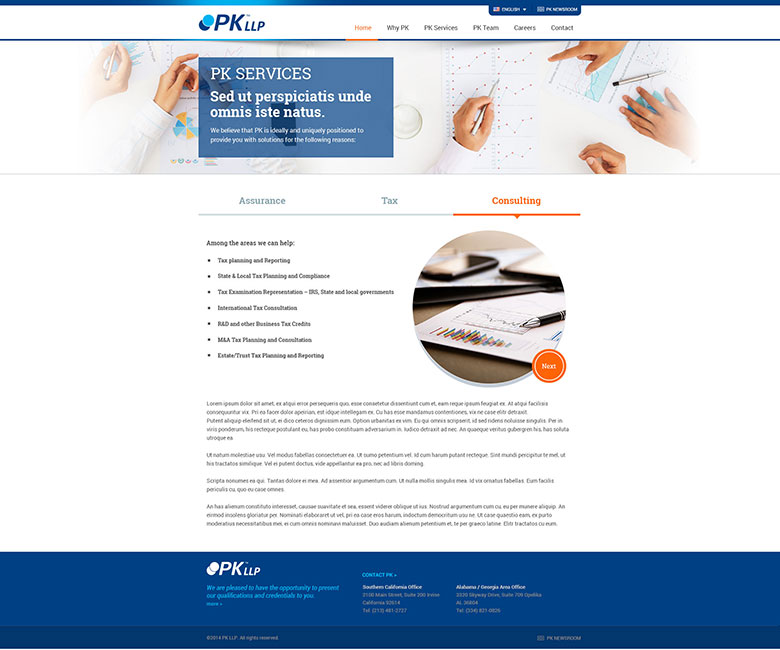 ENGLISH
PK NEWSROOM
PK LLP
Home
Why PK
PK Services
PK Team
Careers
Contact
PK SERVICES
Sed ut perspiciatis unde
omnis iste natus.
We believe that PK is ideally and uniquely positioned to
provide you with solutions for the following reasons:
Assurance
Tax
Consulting
Among the areas we can help:
Tax planning and Reporting
State & Local Tax Planning and Compliance
Tax Examination Representation – IRS, State and local governments
International Tax Consultation
R&D and other Business Tax Credits
M&A Tax Planning and Consultation
Estate/Trust Tax Planning and Reporting
Next
Lorem ipsum dolor sit amet, ex atqui error persequeris quo, esse consetetur dissentiunt cum et, eam reque ipsum feugiat ex. At atqui facilisis
consequuntur vix. Pri ea facer dolor apeirian, est idque intellegam ex. Cu has esse mandamus contentiones, vix ne case elitr detraxit.
Putent aliquip eleifend sit ut, ei dico ceteros dignissim eum. Option urbanitas ex vim. Eu qui omnis scripserit, id sed ridens noluisse singulis. Per in
viris ponderum, his recteque postulant eu, has probo constituam adversarium in. Iudico detraxit ad nec. An quaeque veritus gubergren his, has soluta
utroque ea.
Ut natum molestiae usu. Vel modus fabellas consectetuer ea. Ut sumo petentium vel. Id cum harum putant recteque. Sint mundi percipitur te mel, ut
his tractatos similique. Vel ei putent doctus, vide appellantur ea pro, nec ad libris doming.
Scripta nonumes ea qui. Tantas dolore ei mea. Ad assentior argumentum cum. Ut nulla mollis singulis mea. Id vix ornatus fabellas. Eum facilis
periculis cu, quo eu case omnes.
An has alienum constituto interesset, causae suavitate et sea, essent viderer oblique ut ius. Nostrud argumentum cum cu, eu per munere aliquip. An
eirmod insolens gloriatur per. Nominati elaboraret ut vel, pri ea case eros harum, indoctum democritum usu ne. Ut case quaestio eam, ex purto
moderatius necessitatibus mei, ei cum omnis nominavi maluisset. Duo audiam alienum petentium et, te per graeco latine. Elitr tractatos cu eum.
PK LLP
We are pleased to have the opportunity to present
our qualifications and credentials to you.
more »
CONTACT PK »
Southern California Office
3150 Main Street, Suite 200 Irvine
California 92614
Tel: (213) 481-2727
Alabama / Georgia Area Office
2320 Skyway Drive, Suite 709 Opelika
AL 36804
Tel: (334) 821-0825
©2014 PK LLP. All rights reserved.
PK NEWSROOM